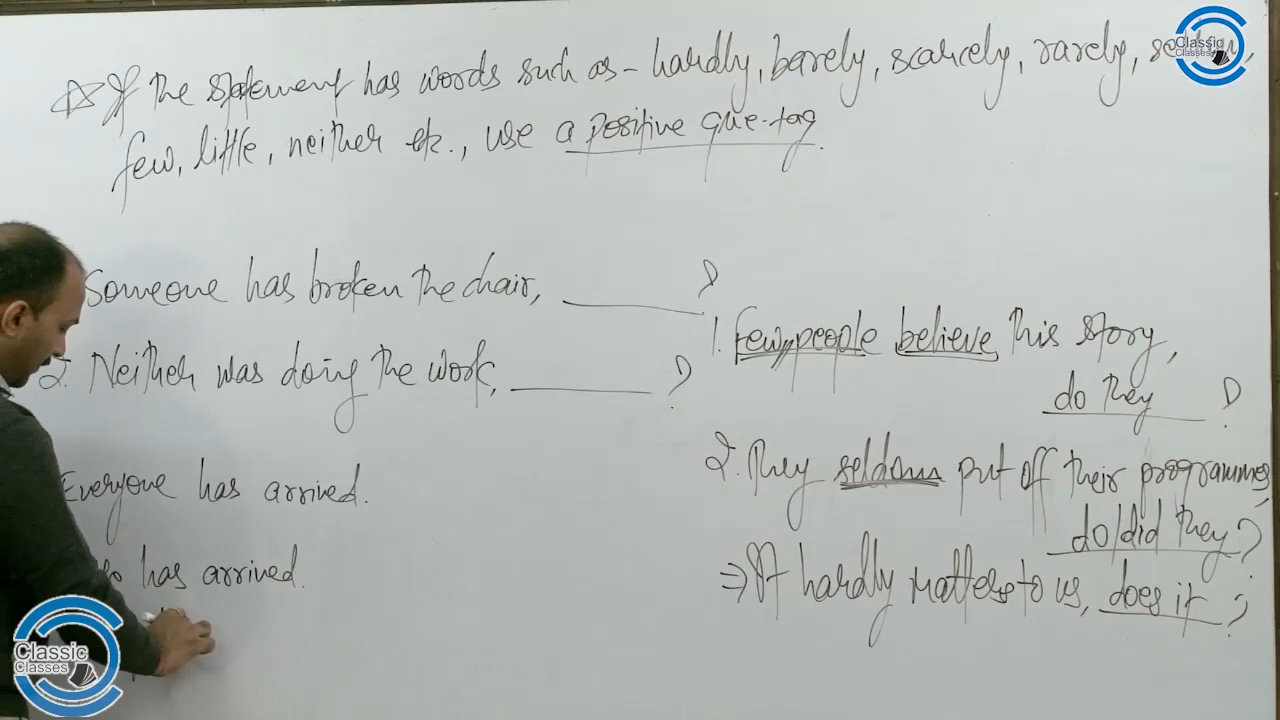 ☆ If the statement has words such as – hardly, barely, scarcely, rarely,
few, little, neither etc., use a positive que-tag.
Someone has broken the chair, ________ ?
2. Neither was doing the work, ________ ?
Everyone has arrived.
has arrived.
1. Few people believe this story,
do they ?
2. They seldom put off their programmes,
do/did they?
⇒ It hardly matters to us, does it ?
Classic
Classes
Classic
Classes